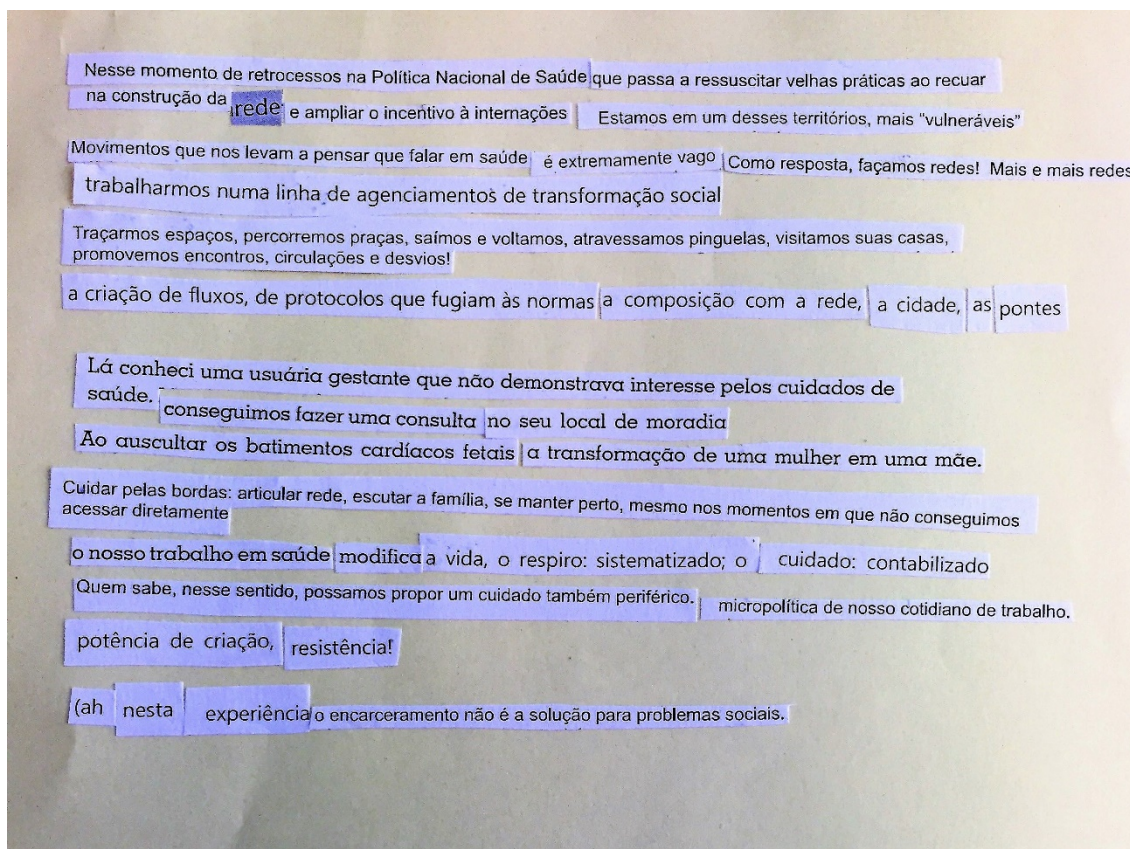 Nesse momento de retrocessos na Política Nacional de Saúde que passa a ressuscitar velhas práticas ao recuar
na construção da rede e ampliar o incentivo à internações Estamos em um desses territórios, mais "vulneráveis"
Movimentos que nos levam a pensar que falar em saúde é extremamente vago Como resposta, façamos redes! Mais e mais redes
trabalharmos numa linha de agenciamentos de transformação social
Traçarmos espaços, percorremos praças, saímos e voltamos, atravessamos pinguelas, visitamos suas casas,
promovemos encontros, circulações e desvios!
a criação de fluxos, de protocolos que fugiam às normas a composição com a rede, a cidade, as pontes
Lá conheci uma usuária gestante que não demonstrava interesse pelos cuidados de
saúde. conseguimos fazer uma consulta no seu local de moradia
Ao auscultar os batimentos cardíacos fetais a transformação de uma mulher em uma mãe.
Cuidar pelas bordas: articular rede, escutar a família, se manter perto, mesmo nos momentos em que não conseguimos
acessar diretamente
o nosso trabalho em saúde modifica a vida, o respiro: sistematizado; o cuidado: contabilizado
Quem sabe, nesse sentido, possamos propor um cuidado também periférico. micropolítica de nosso cotidiano de trabalho.
potência de criação, resistência!
(ah nesta experiência o encarceramento não é a solução para problemas sociais.